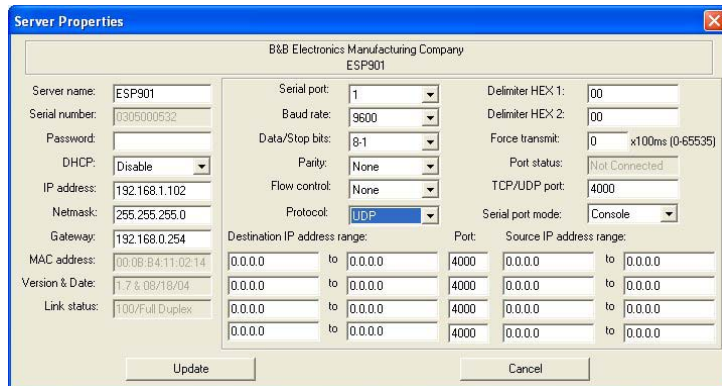 Server Properties
B&B Electronics Manufacturing Company
ESP901
Server name: ESP901
Serial number: 0305000532
Password:
DHCP: Disable
IP address: 192.168.1.102
Netmask: 255.255.255.0
Gateway: 192.168.0.254
MAC address: 00:0B:B4:11:02:14
Version & Date: 1.7 & 08/18/04
Link status: 100/Full Duplex
Serial port: 1
Baud rate: 9600
Data/Stop bits: 8-1
Parity: None
Flow control: None
Protocol: UDP
Delimiter HEX 1: 00
Delimiter HEX 2: 00
Force transmit: 0 x100ms (0-65535)
Port status: Not Connected
TCP/UDP port: 4000
Serial port mode: Console
Destination IP address range: Port: Source IP address range:
0.0.0.0 to 0.0.0.0 4000 0.0.0.0 to 0.0.0.0
0.0.0.0 to 0.0.0.0 4000 0.0.0.0 to 0.0.0.0
0.0.0.0 to 0.0.0.0 4000 0.0.0.0 to 0.0.0.0
0.0.0.0 to 0.0.0.0 4000 0.0.0.0 to 0.0.0.0
Update Cancel